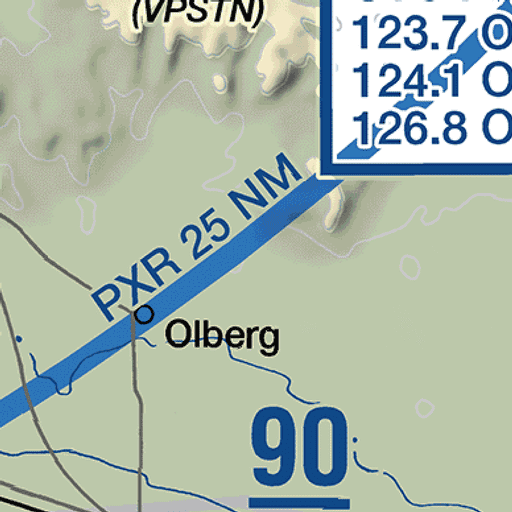 (VPSTN)
123.7 O
124.1 O
126.8 O
PXR 25 NM
Olberg
90